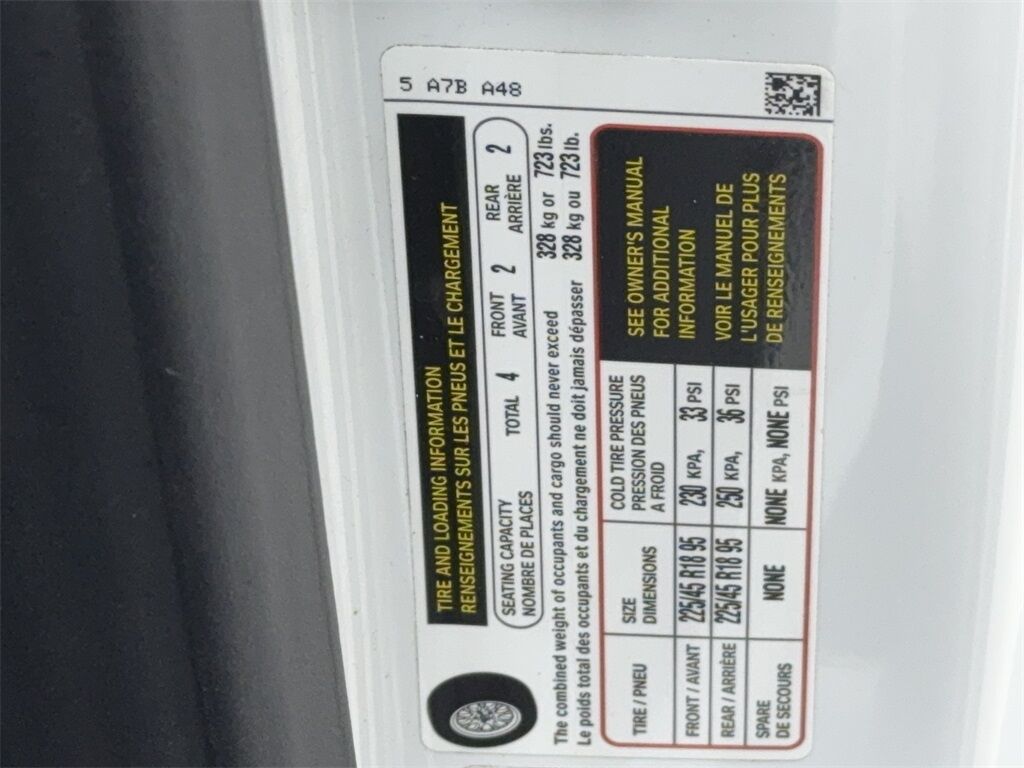 5 A7B A48
TIRE AND LOADING INFORMATION
RENSEIGNEMENTS SUR LES PNEUS ET LE CHARGEMENT
SEATING CAPACITY
NOMBRE DE PLACES
TOTAL 4
FRONT
AVANT
2
REAR
ARRIÈRE
2
The combined weight of occupants and cargo should never exceed 328 kg or 723 lbs.
Le poids total des occupants et du chargement ne doit jamais dépasser 328 kg ou 723 lb.
TIRE / PNEU
SIZE
DIMENSIONS
COLD TIRE PRESSURE
PRESSION DES PNEUS
A FROID
FRONT / AVANT 225/45 R18 95 230 KPA, 33 PSI
REAR / ARRIÈRE 225/45 R18 95 250 KPA, 36 PSI
SPARE
DE SECOURS
NONE NONE KPA, NONE PSI
SEE OWNER'S MANUAL
FOR ADDITIONAL
INFORMATION
VOIR LE MANUEL DE
L'USAGER POUR PLUS
DE RENSEIGNEMENTS